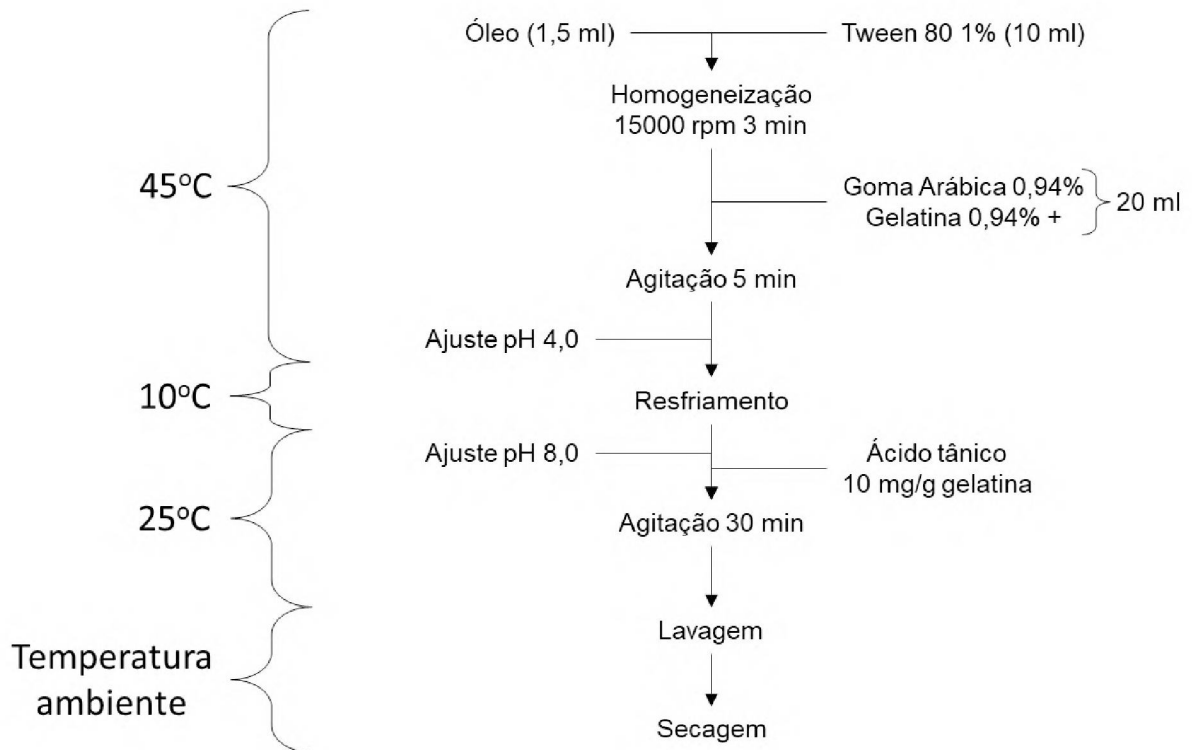 Óleo (1,5 ml)
Tween 80 1% (10 ml)
Homogeneização
15000 rpm 3 min
45°C
Goma Arábica 0,94%
Gelatina 0,94% +
20 ml
Agitação 5 min
Ajuste pH 4,0
10°C
Resfriamento
Ajuste pH 8,0
Ácido tânico
10 mg/g gelatina
25°C
Agitação 30 min
Lavagem
Temperatura
ambiente
Secagem